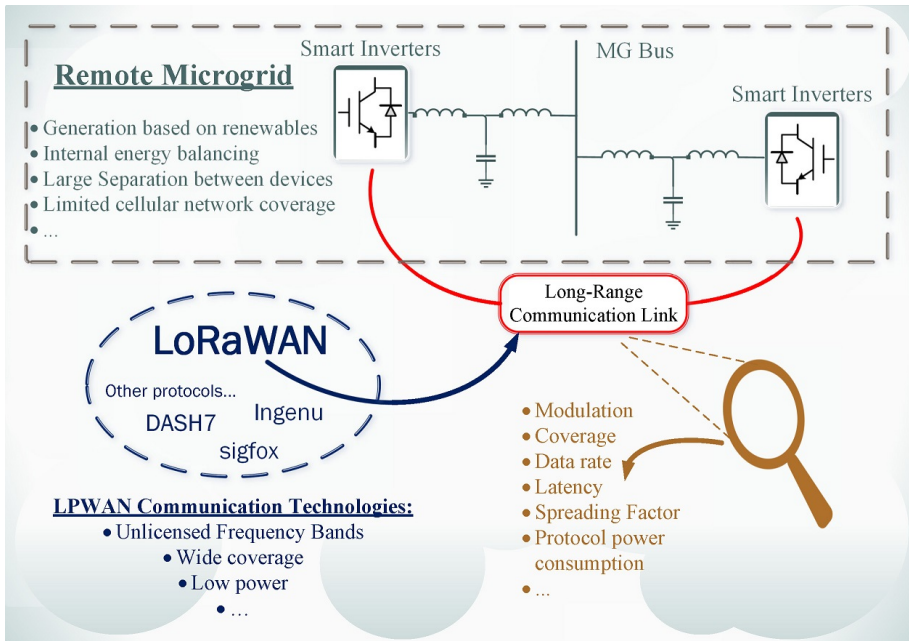 Smart Inverters
MG Bus
Remote Microgrid
Smart Inverters
• Generation based on renewables
• Internal energy balancing
• Large Separation between devices
• Limited cellular network coverage
• ...
Long-Range
Communication Link
LoRaWAN
Other protocols...
DASH7
Ingenu
sigfox
• Modulation
• Coverage
• Data rate
• Latency
• Spreading Factor
• Protocol power
consumption
• ...
LPWAN Communication Technologies:
• Unlicensed Frequency Bands
• Wide coverage
• Low power
• ...